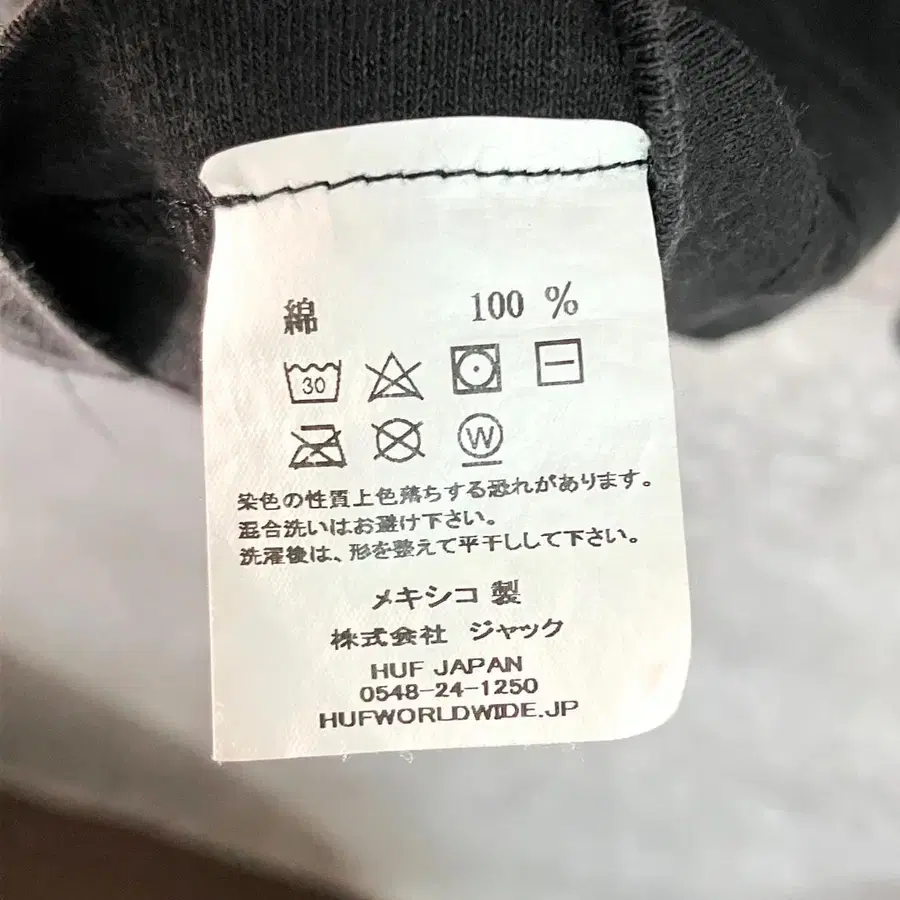 綿 100 %
30
W
染色の性質上色落ちする恐れがあります。
混合洗いはお避け下さい。
洗濯後は、形を整えて平干しして下さい。
メキシコ 製
株式会社 ジャック
HUF JAPAN
0548-24-1250
HUFWORLDWIDE.JP